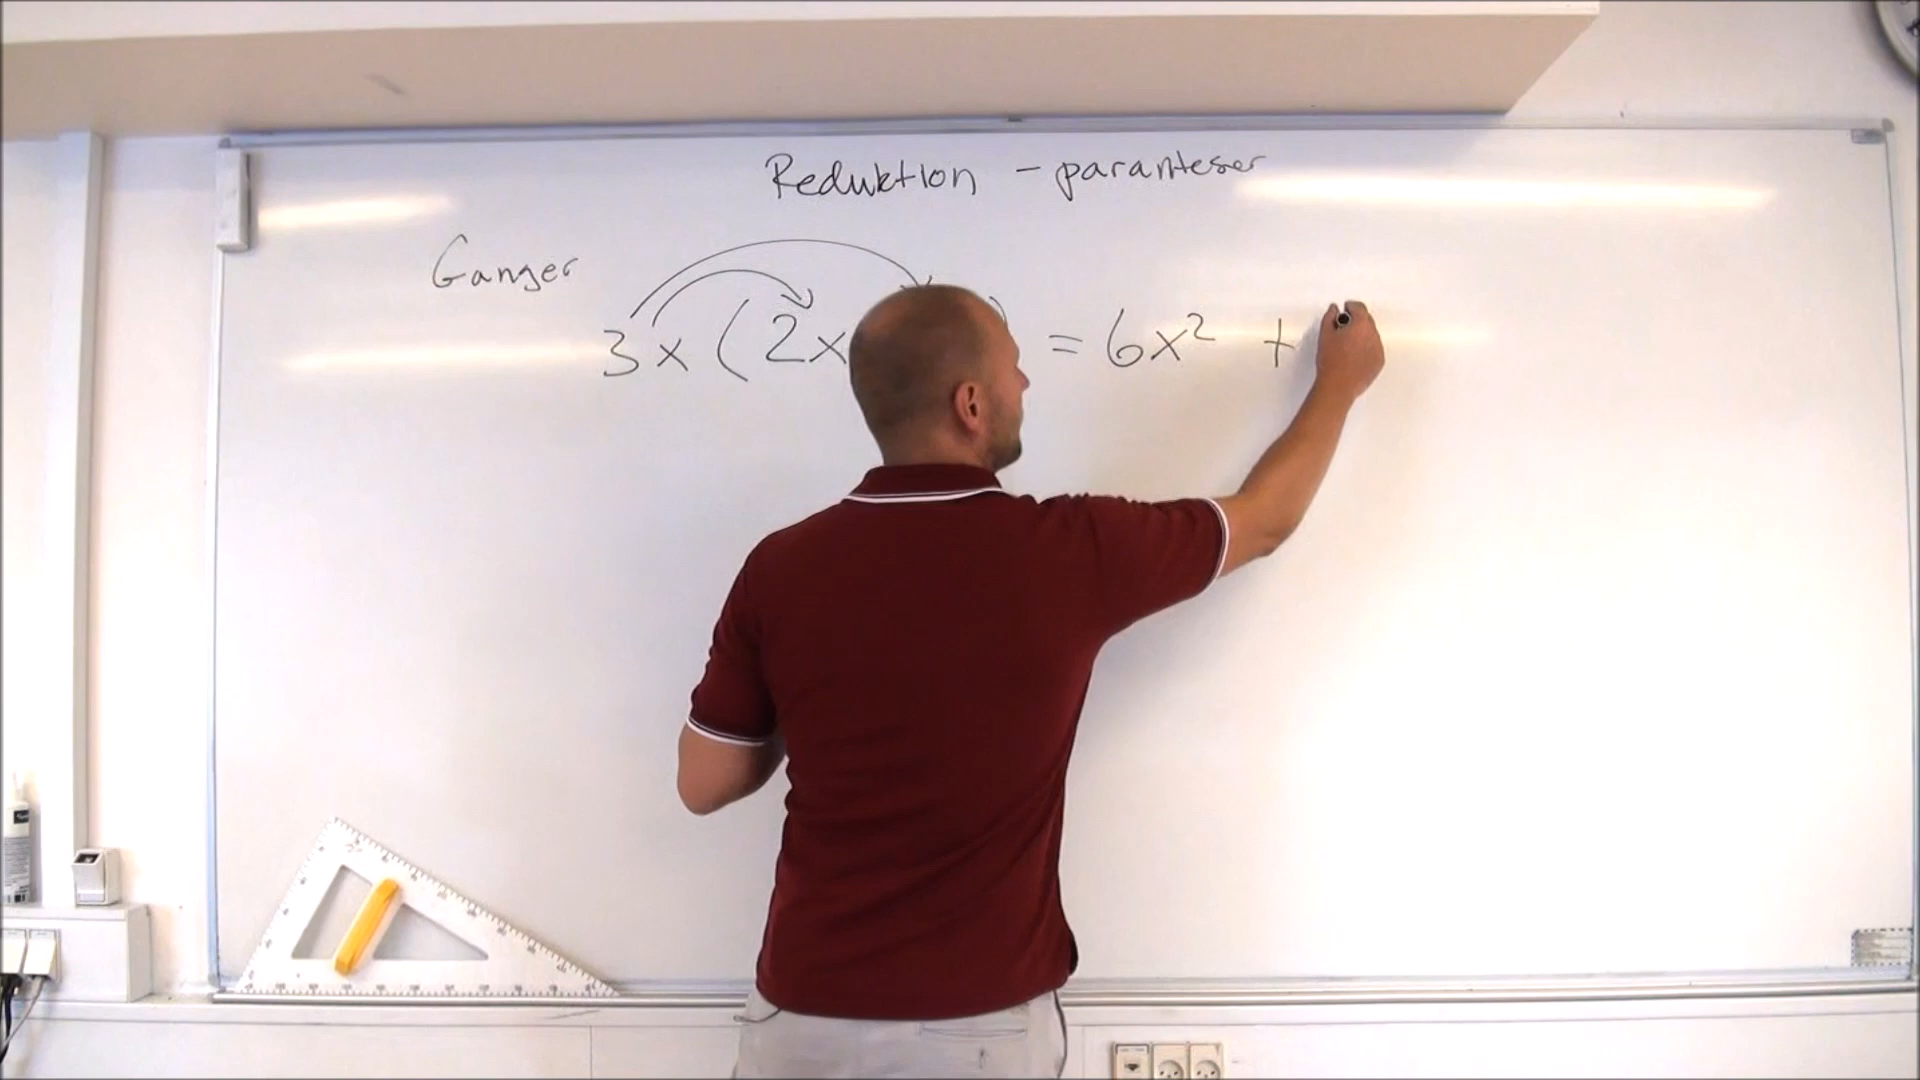 Reduktion - paranteser
Ganger
3x (2x ) = 6x² +